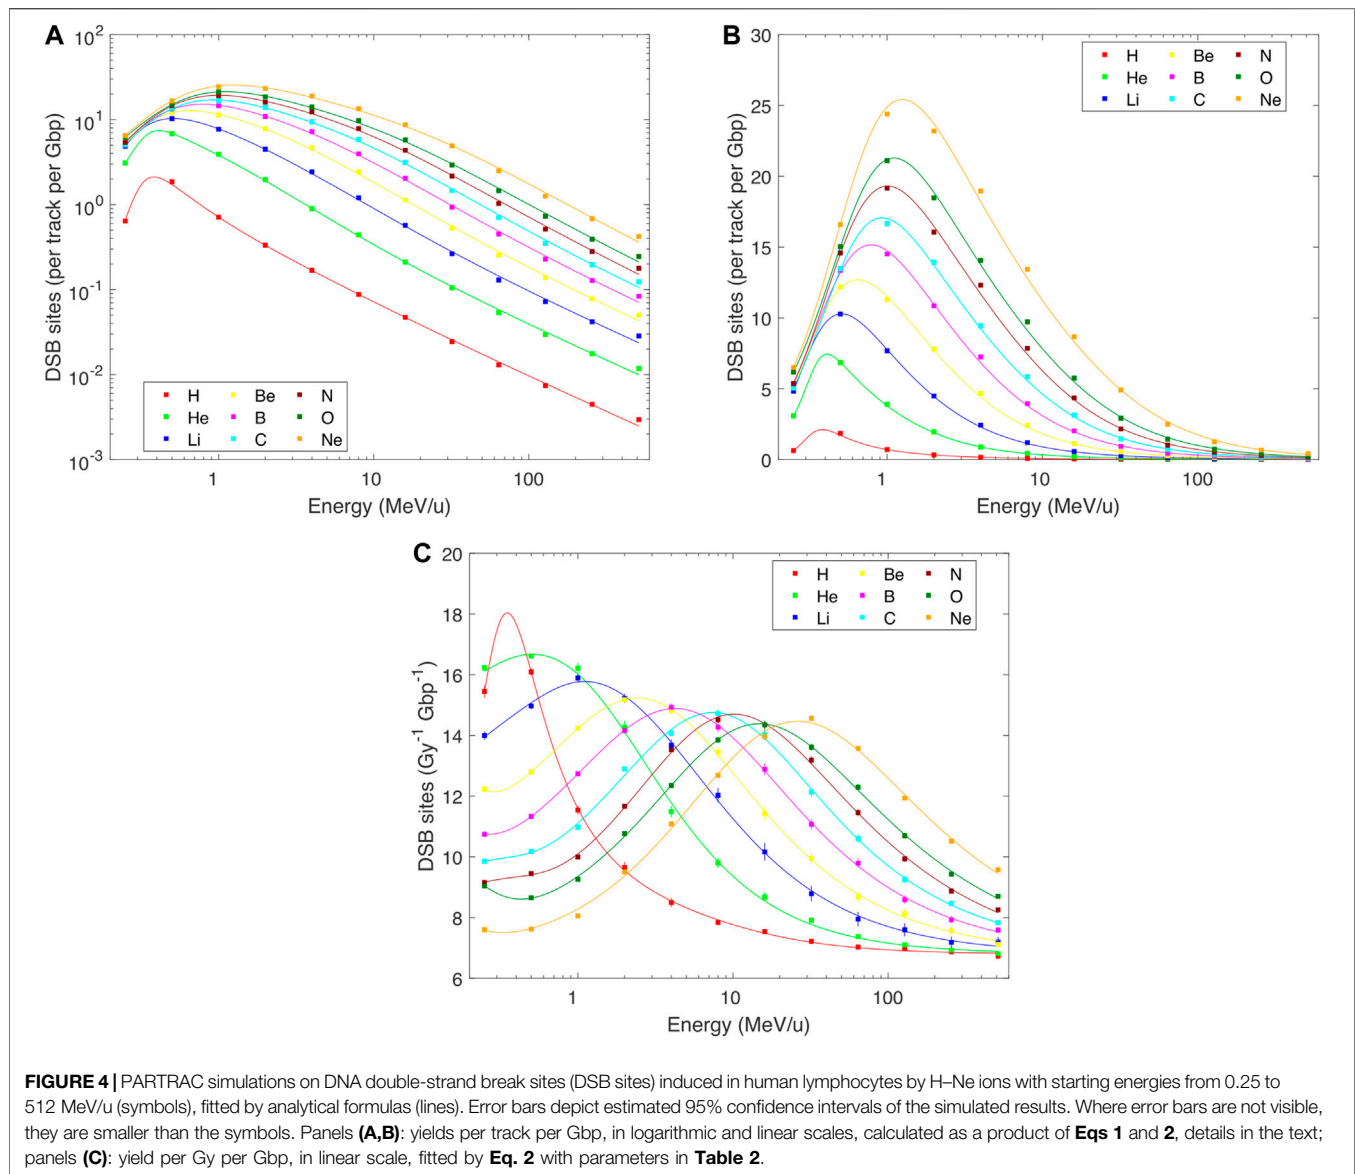 A
10²
10¹
10⁰
10⁻¹
10⁻²
10⁻³
DSB sites (per track per Gbp)
H Be N
He B O
Li C Ne
1 10 100
Energy (MeV/u)
B
30
25
20
15
10
5
0
DSB sites (per track per Gbp)
H Be N
He B O
Li C Ne
1 10 100
Energy (MeV/u)
C
20
18
16
14
12
10
8
6
DSB sites (Gy⁻¹ Gbp⁻¹)
H Be N
He B O
Li C Ne
1 10 100
Energy (MeV/u)
FIGURE 4 | PARTRAC simulations on DNA double-strand break sites (DSB sites) induced in human lymphocytes by H–Ne ions with starting energies from 0.25 to
512 MeV/u (symbols), fitted by analytical formulas (lines). Error bars depict estimated 95% confidence intervals of the simulated results. Where error bars are not visible,
they are smaller than the symbols. Panels (A,B): yields per track per Gbp, in logarithmic and linear scales, calculated as a product of Eqs 1 and 2, details in the text;
panels (C): yield per Gy per Gbp, in linear scale, fitted by Eq. 2 with parameters in Table 2.